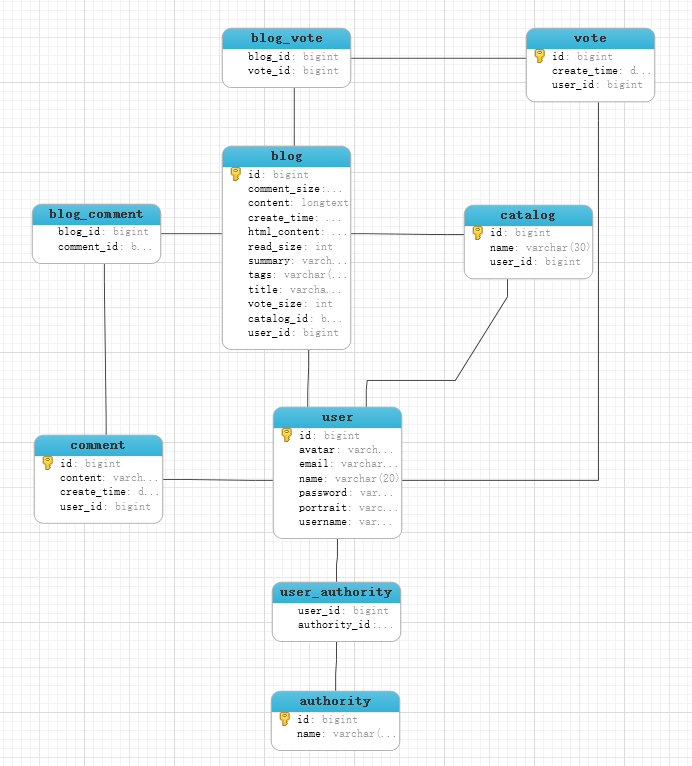 blog_vote
blog_id: bigint
vote_id: bigint
vote
id: bigint
create_time: d...
user_id: bigint
blog
id: bigint
comment_size:...
content: longtext
create_time: ...
html_content: ...
read_size: int
summary: varch...
tags: varchar(...
title: varcha...
vote_size: int
catalog_id: b...
user_id: bigint
blog_comment
blog_id: bigint
comment_id: b...
catalog
id: bigint
name: varchar(30)
user_id: bigint
user
id: bigint
avatar: varch...
email: varchar...
name: varchar(20)
password: var...
portrait: varc...
username: var...
comment
id: bigint
content: varch...
create_time: d...
user_id: bigint
user_authority
user_id: bigint
authority_id:...
authority
id: bigint
name: varchar(...